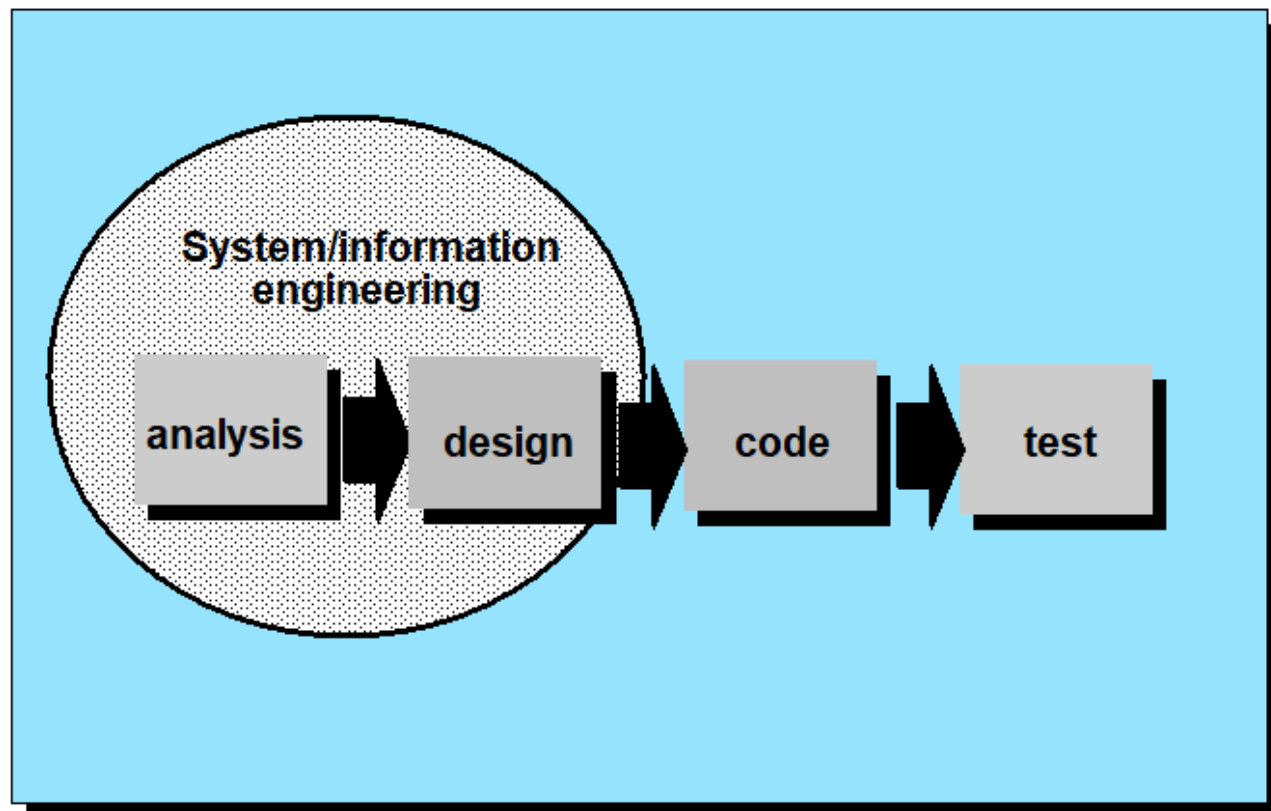 System/information
engineering
analysis
design
code
test